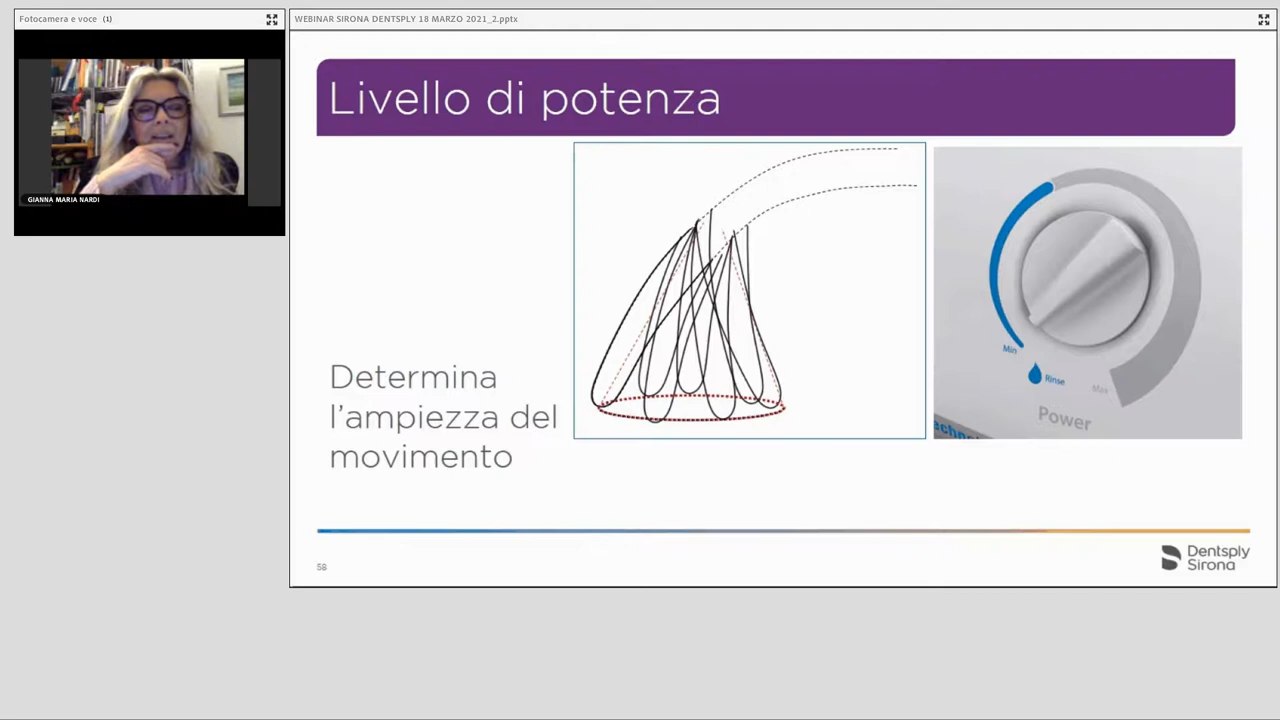 Fotocamera e voce (1)
GIANNA MARIA NARDI
WEBINAR SIRONA DENTSPLY 18 MARZO 2021_2.pptx
Livello di potenza
Determina
l'ampiezza del
movimento
Min
Rinse
Max
Power
58
Dentsply
Sirona